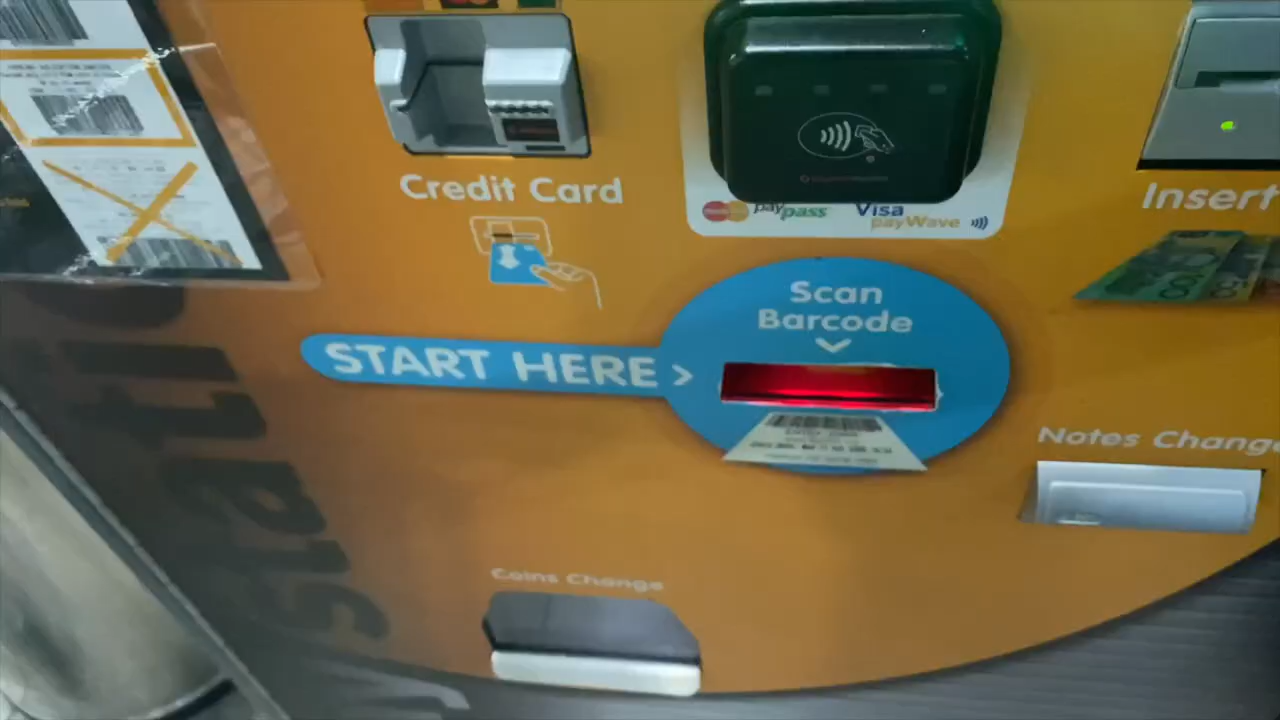 Credit Card
paypass
VISA
payWave
Insert
Scan
Barcode
START HERE >
Notes Change
Coins Change